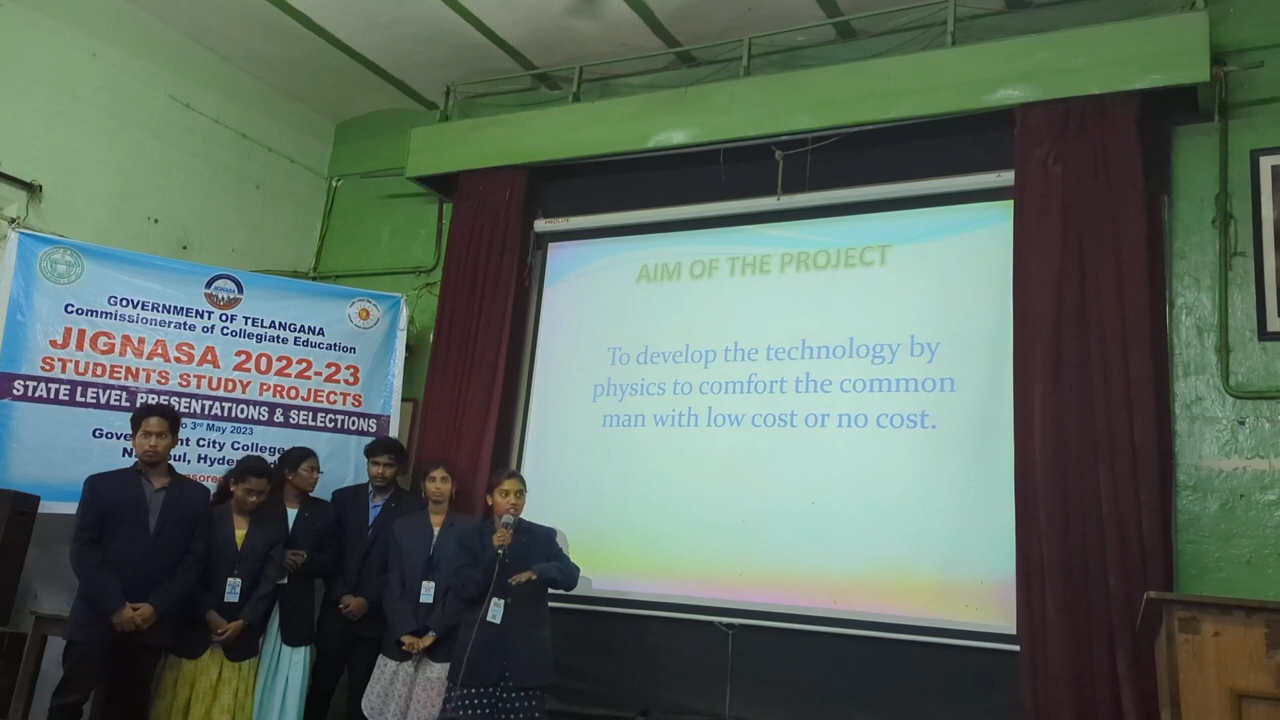 JIGNASA
GOVERNMENT OF TELANGANA
Commissionerate of Collegiate Education
JIGNASA 2022-23
STUDENTS STUDY PROJECTS
STATE LEVEL PRESENTATIONS & SELECTIONS
3rd May 2023
City College
PROLITE
AIM OF THE PROJECT
To develop the technology by
physics to comfort the common
man with low cost or no cost.